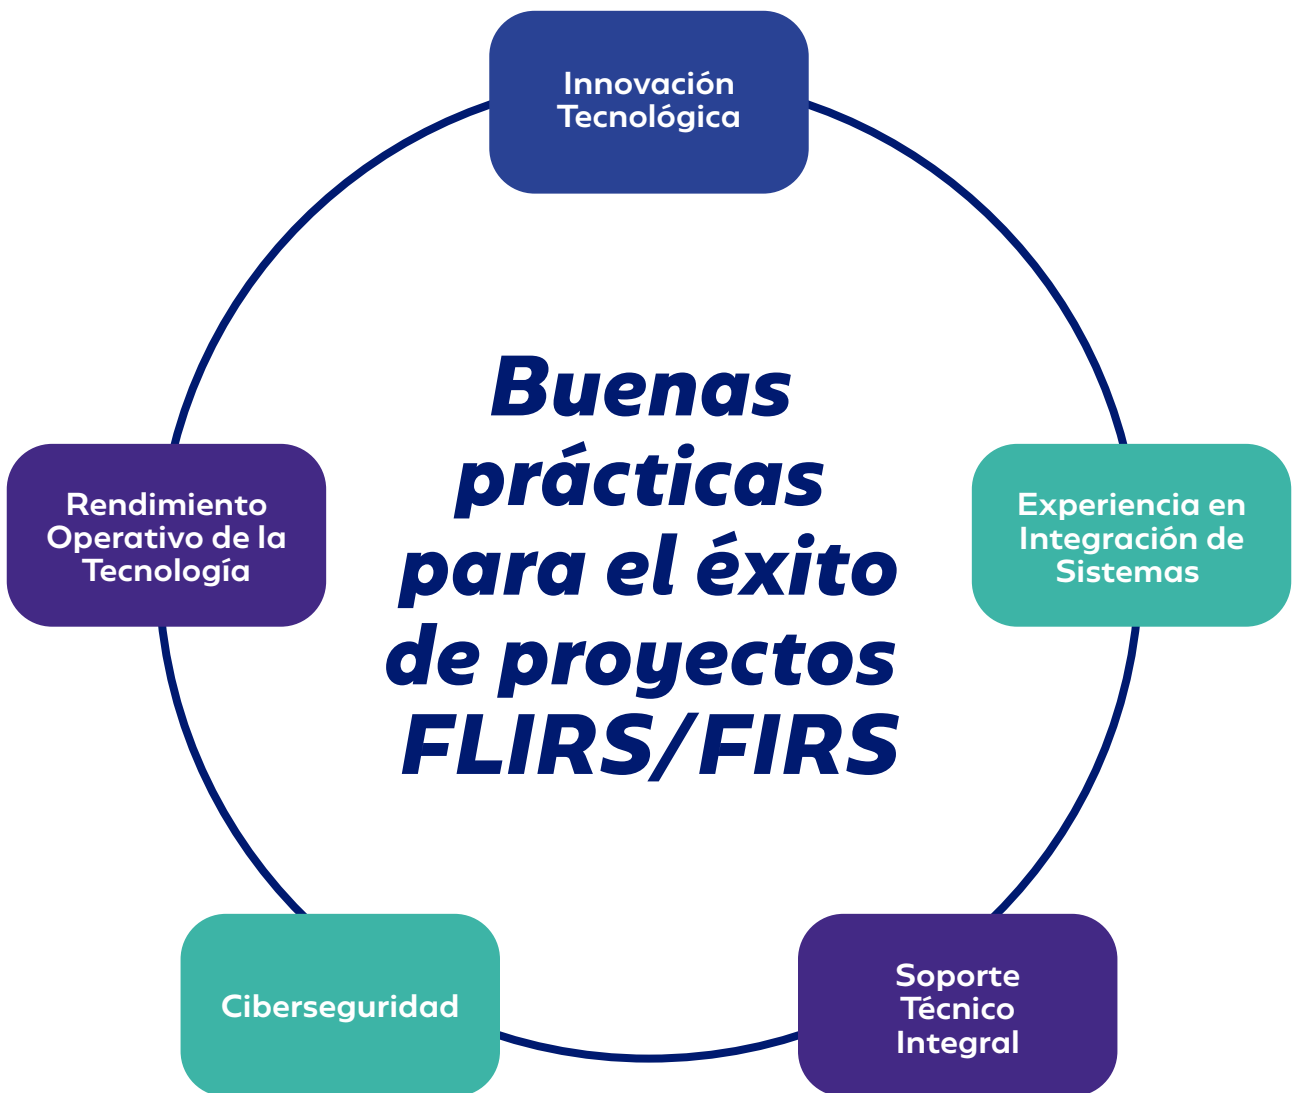 Innovación
Tecnológica
Buenas
prácticas
para el éxito
de proyectos
FLIRS/FIRS
Rendimiento
Operativo de la
Tecnología
Experiencia en
Integración de
Sistemas
Ciberseguridad
Soporte
Técnico
Integral